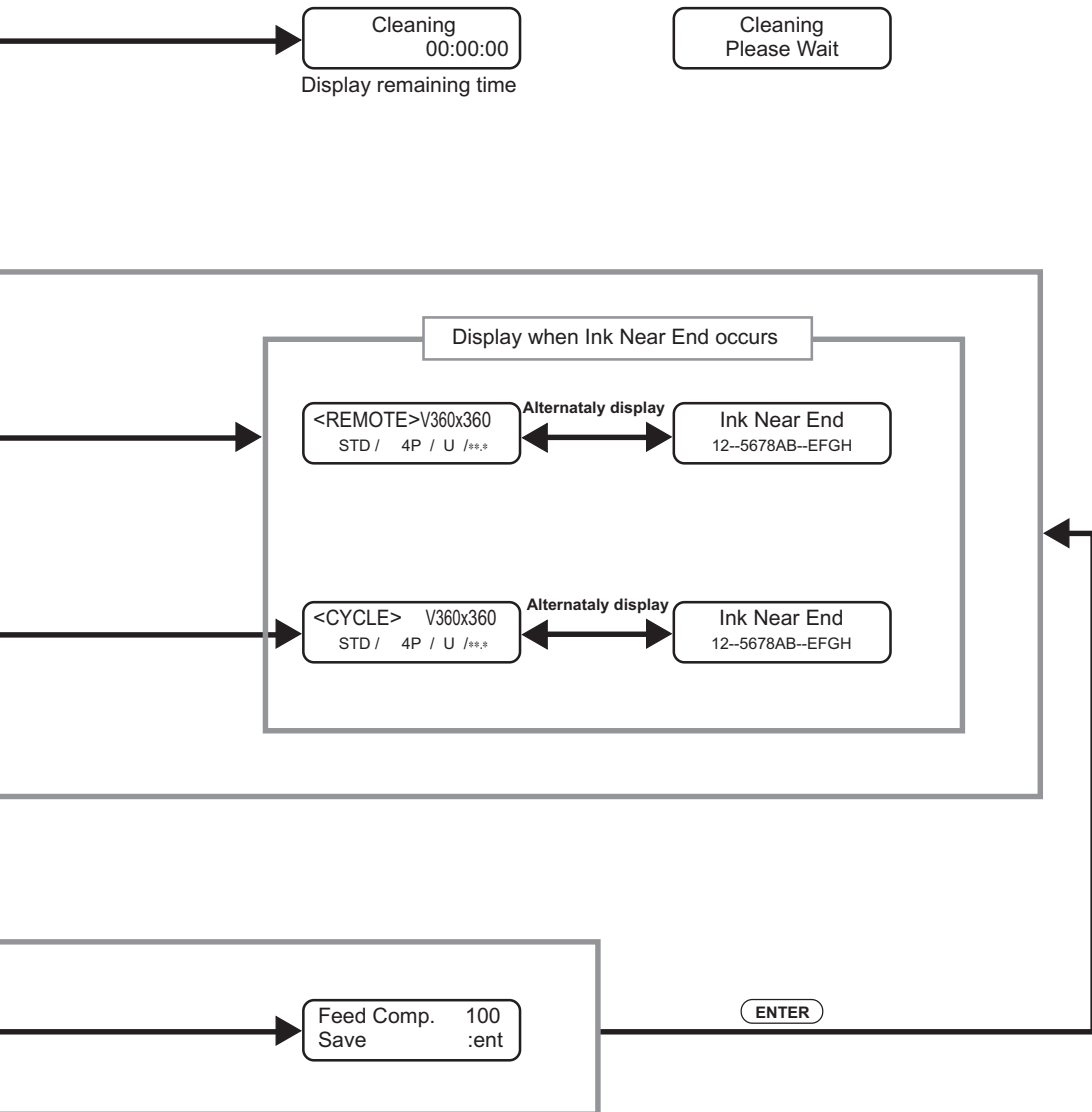 Cleaning
00:00:00
Display remaining time
Cleaning
Please Wait
Display when Ink Near End occurs
<REMOTE>V360x360
STD / 4P / U /**.*
Alternataly display
Ink Near End
12--5678AB--EFGH
<CYCLE> V360x360
STD / 4P / U /**.*
Alternataly display
Ink Near End
12--5678AB--EFGH
Feed Comp. 100
Save :ent
ENTER